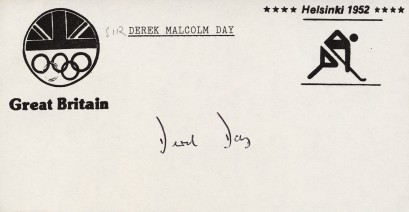 ★★★★ Helsinki 1952 ★★★★
SIR DEREK MALCOLM DAY
Great Britain
Derek Day